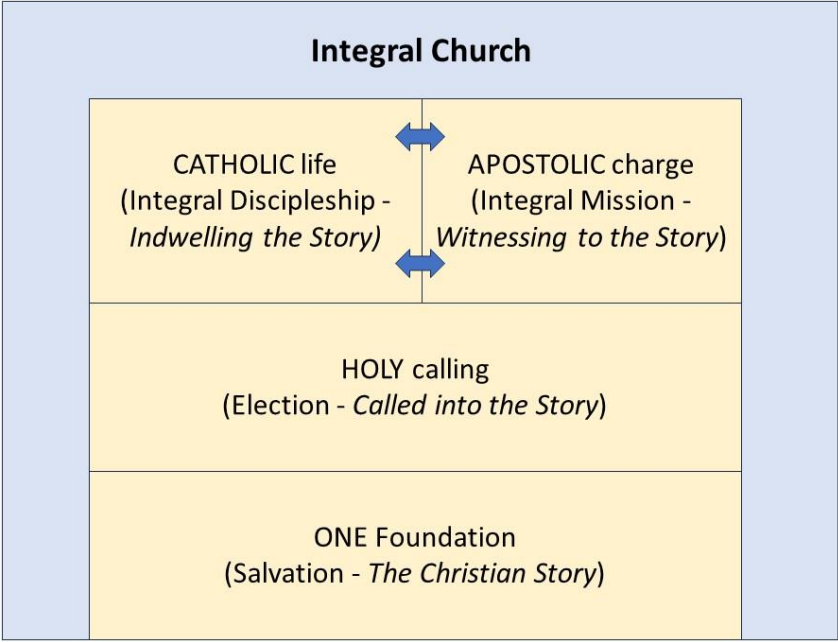 Integral Church
CATHOLIC life
(Integral Discipleship -
Indwelling the Story)
APOSTOLIC charge
(Integral Mission -
Witnessing to the Story)
HOLY calling
(Election - Called into the Story)
ONE Foundation
(Salvation - The Christian Story)